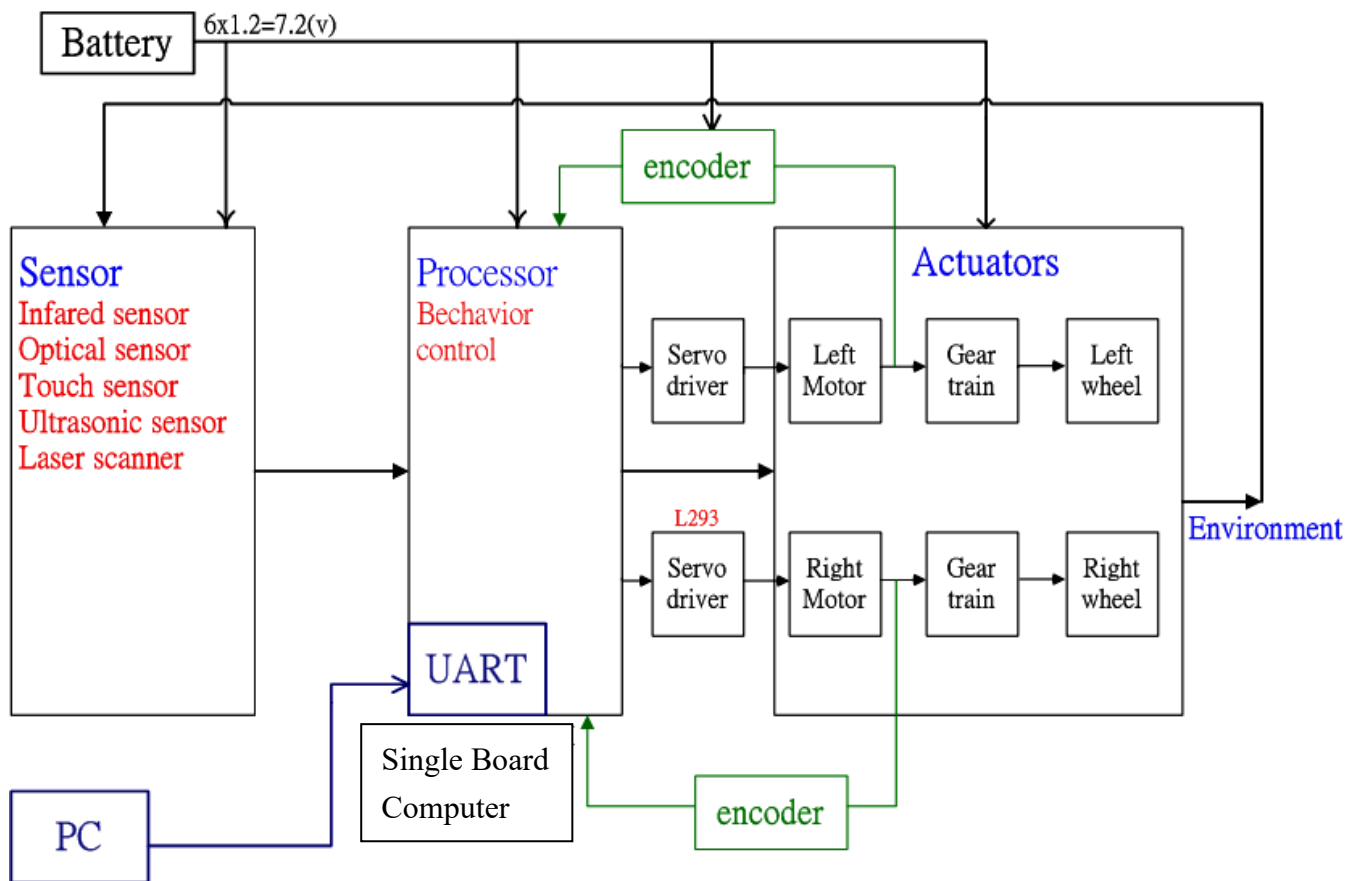 Battery
6x1.2=7.2(v)
encoder
Sensor
Infared sensor
Optical sensor
Touch sensor
Ultrasonic sensor
Laser scanner
Processor
Bechavior
control
Actuators
Servo
driver
Left
Motor
Gear
train
Left
wheel
L293
Servo
driver
Right
Motor
Gear
train
Right
wheel
Environment
UART
Single Board
Computer
encoder
PC